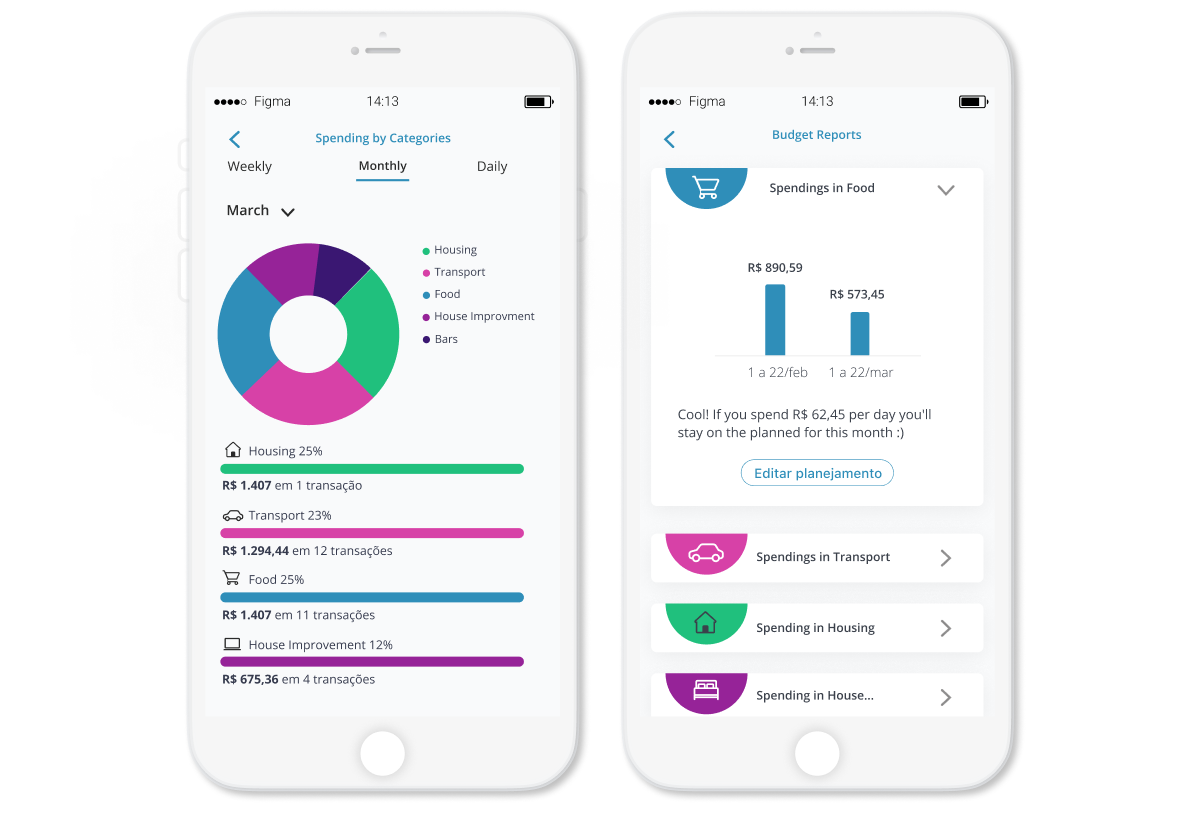 Figma 14:13
Spending by Categories
Weekly Monthly Daily
March
Housing
Transport
Food
House Improvment
Bars
Housing 25%
R$ 1.407 em 1 transação
Transport 23%
R$ 1.294,44 em 12 transações
Food 25%
R$ 1.407 em 11 transações
House Improvement 12%
R$ 675,36 em 4 transações
Figma 14:13
Budget Reports
Spendings in Food
R$ 890,59
R$ 573,45
1 a 22/feb 1 a 22/mar
Cool! If you spend R$ 62,45 per day you'll
stay on the planned for this month :)
Editar planejamento
Spendings in Transport
Spending in Housing
Spending in House...